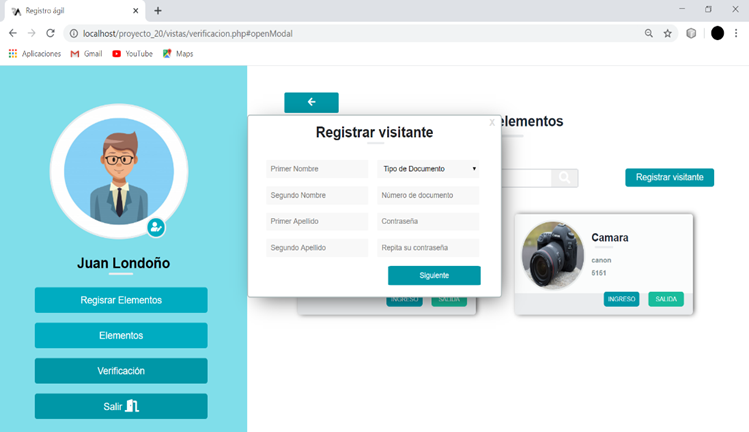 Registro ágil
localhost/proyecto_20/vistas/verificacion.php#openModal
Aplicaciones Gmail YouTube Maps
elementos
x
Registrar visitante
Primer Nombre Tipo de Documento
Segundo Nombre Número de documento
Primer Apellido Contraseña
Segundo Apellido Repita su contraseña
Siguiente
Registrar visitante
Juan Londoño
Regisrar Elementos
Elementos
Verificación
Salir
Camara
canon
5151
INGRESO SALIDA
INGRESO SALIDA